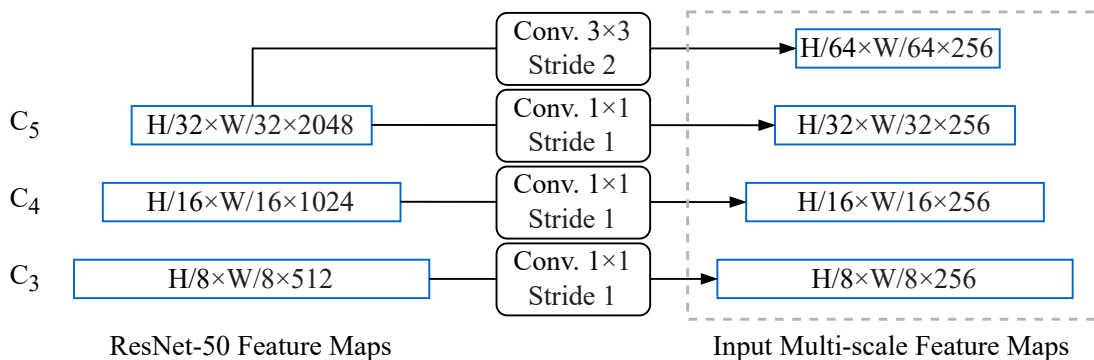 Conv. 3×3
Stride 2
H/64×W/64×256
C5
H/32×W/32×2048
Conv. 1×1
Stride 1
H/32×W/32×256
C4
H/16×W/16×1024
Conv. 1×1
Stride 1
H/16×W/16×256
C3
H/8×W/8×512
Conv. 1×1
Stride 1
H/8×W/8×256
ResNet-50 Feature Maps
Input Multi-scale Feature Maps